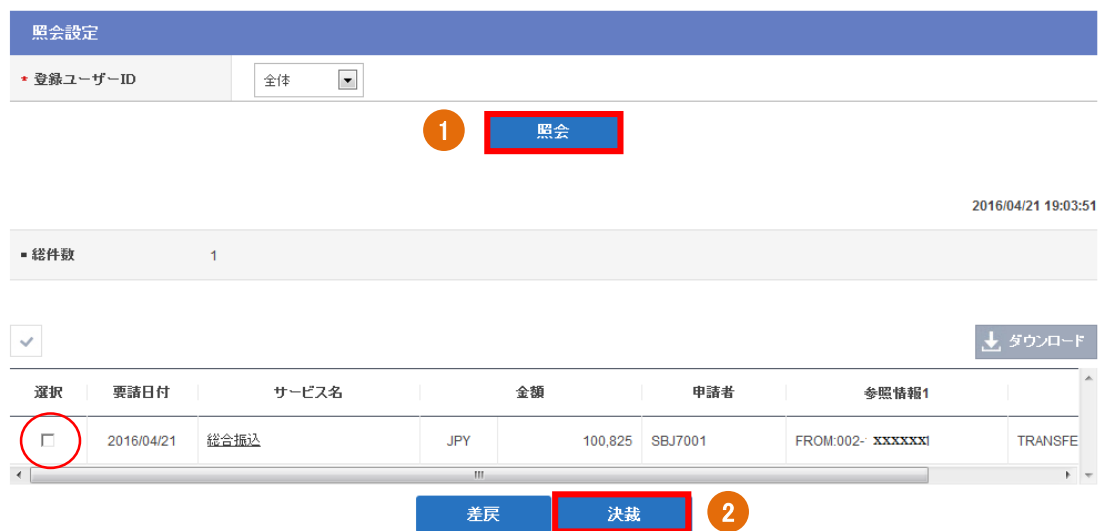 照会設定
* 登録ユーザーID 全体
1 照会
2016/04/21 19:03:51
■ 総件数 1
ダウンロード
選択 要請日付 サービス名 金額 申請者 参照情報1
2016/04/21 総合振込 JPY 100,825 SBJ7001 FROM:002- XXXXXX TRANSFE
差戻 決裁 2